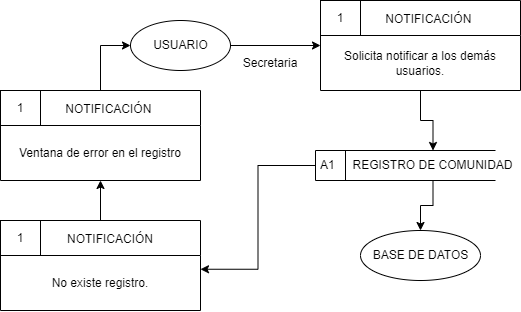 1
NOTIFICACIÓN
Solicita notificar a los demás
usuarios.
USUARIO
Secretaria
1
NOTIFICACIÓN
Ventana de error en el registro
A1
REGISTRO DE COMUNIDAD
1
NOTIFICACIÓN
No existe registro.
BASE DE DATOS